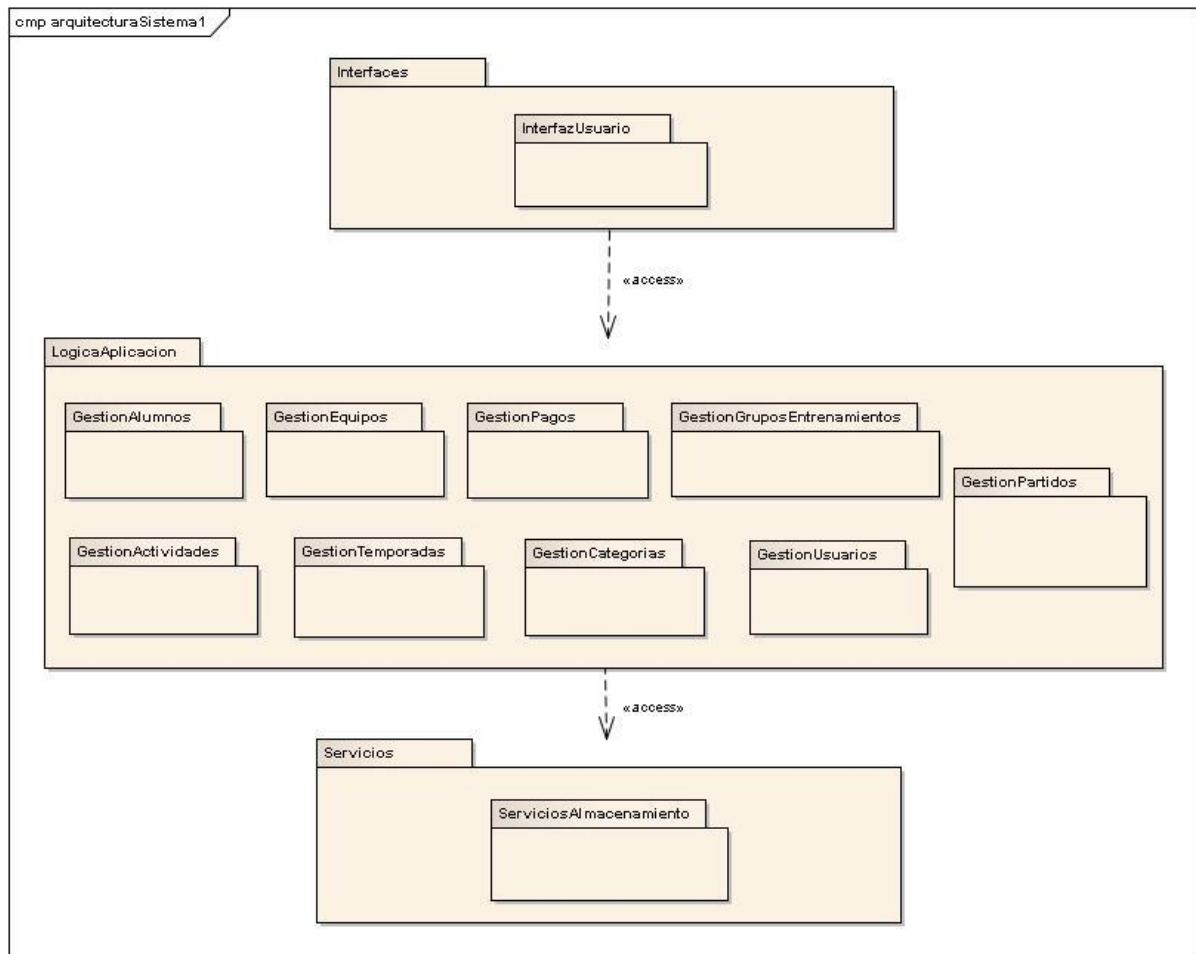 cmp arquitecturaSistema1
Interfaces
InterfazUsuario
«access»
LogicaAplicacion
GestionAlumnos
GestionEquipos
GestionPagos
GestionGruposEntrenamientos
GestionPartidos
GestionActividades
GestionTemporadas
GestionCategorias
GestionUsuarios
«access»
Servicios
ServiciosAlmacenamiento